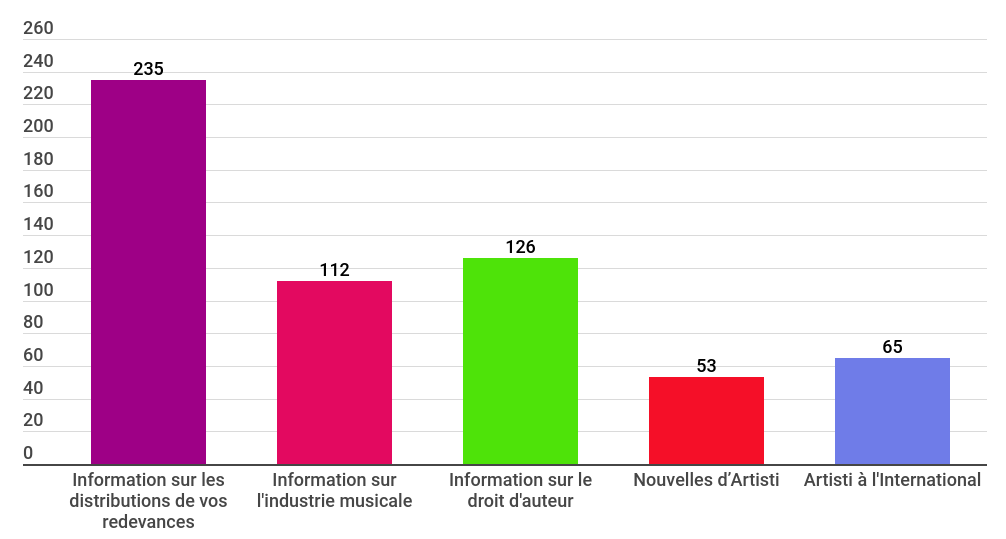 260
240
220
200
180
160
140
120
100
80
60
40
20
0
235
112
126
53
65
Information sur les
distributions de vos
redevances
Information sur
l'industrie musicale
Information sur le
droit d'auteur
Nouvelles d’Artisti
Artisti à l'International